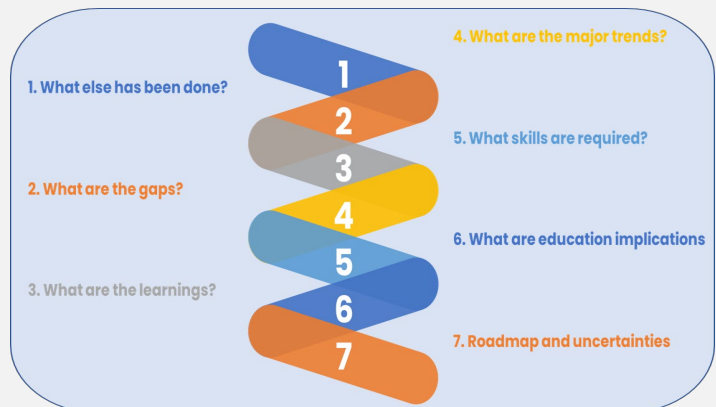 1. What else has been done?
2. What are the gaps?
3. What are the learnings?
1
2
3
4
5
6
7
4. What are the major trends?
5. What skills are required?
6. What are education implications
7. Roadmap and uncertainties